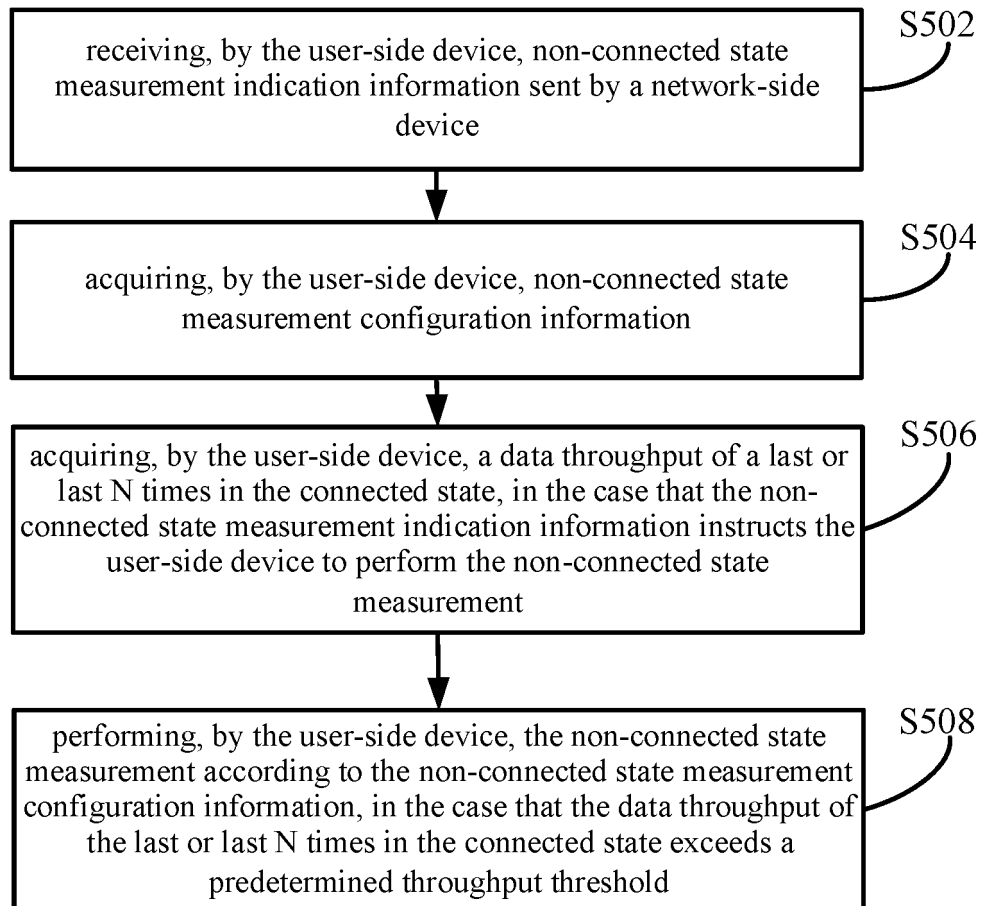 S502
receiving, by the user-side device, non-connected state
measurement indication information sent by a network-side
device
S504
acquiring, by the user-side device, non-connected state
measurement configuration information
S506
acquiring, by the user-side device, a data throughput of a last or
last N times in the connected state, in the case that the non-
connected state measurement indication information instructs the
user-side device to perform the non-connected state
measurement
S508
performing, by the user-side device, the non-connected state
measurement according to the non-connected state measurement
configuration information, in the case that the data throughput of
the last or last N times in the connected state exceeds a
predetermined throughput threshold